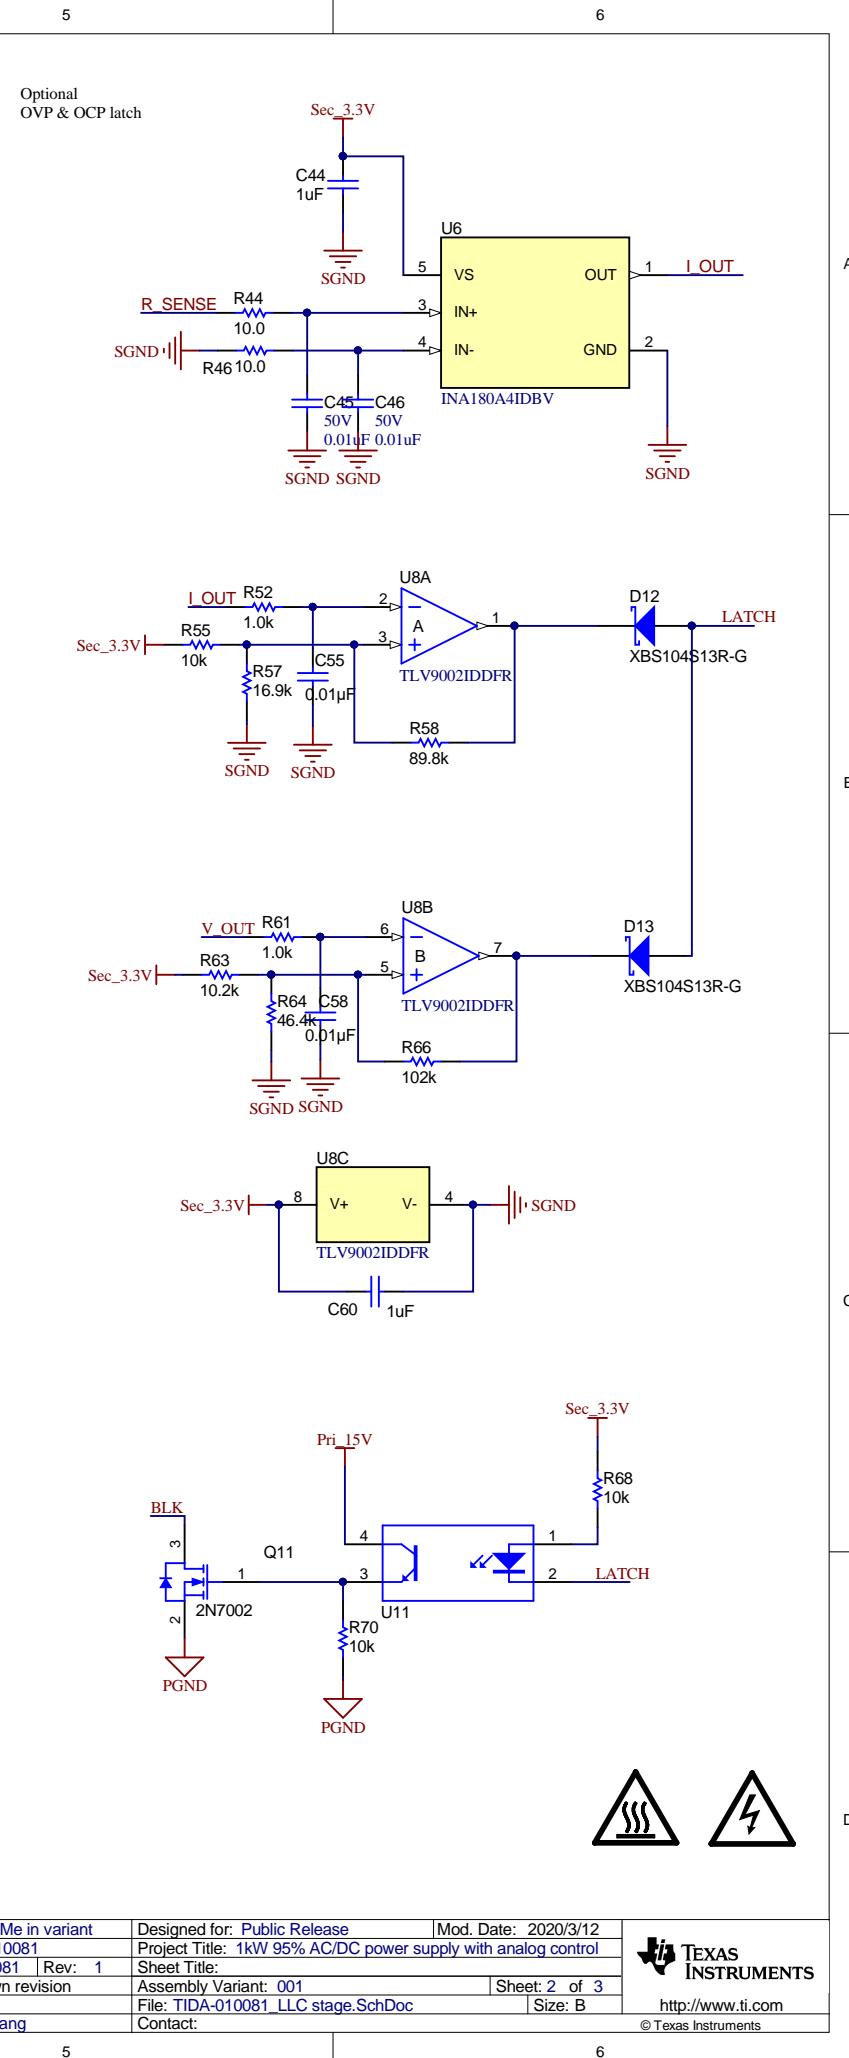 5
6
Optional
OVP & OCP latch
Sec_3.3V
C44
1uF
SGND
U6
5
VS
OUT
1
I_OUT
A
R_SENSE
R44
10.0
3
IN+
SGND
R46
10.0
4
IN-
GND
2
INA180A4IDBV
C45
50V
0.01uF
C46
50V
0.01uF
SGND
SGND
SGND
U8A
I_OUT
R52
1.0k
2
A
1
D12
LATCH
XBS104S13R-G
Sec_3.3V
R55
10k
3
TLV9002IDDFR
R57
16.9k
C55
0.01µF
R58
89.8k
SGND
SGND
U8B
V_OUT
R61
1.0k
6
B
7
D13
XBS104S13R-G
Sec_3.3V
R63
10.2k
5
TLV9002IDDFR
R64
46.4k
C58
0.01µF
R66
102k
SGND
SGND
U8C
Sec_3.3V
8
V+
V-
4
SGND
TLV9002IDDFR
C60
1uF
Sec_3.3V
Pri_15V
R68
10k
BLK
3
Q11
4
1
1
3
2
LATCH
2N7002
U11
2
R70
10k
PGND
PGND
Me in variant
Designed for: Public Release
Mod. Date: 2020/3/12
0081
Project Title: 1kW 95% AC/DC power supply with analog control
Rev: 1
Sheet Title:
n revision
Assembly Variant: 001
Sheet: 2 of 3
File: TIDA-010081_LLC stage.SchDoc
Size: B
ang
Contact:
TEXAS
INSTRUMENTS
http://www.ti.com
© Texas Instruments
5
6